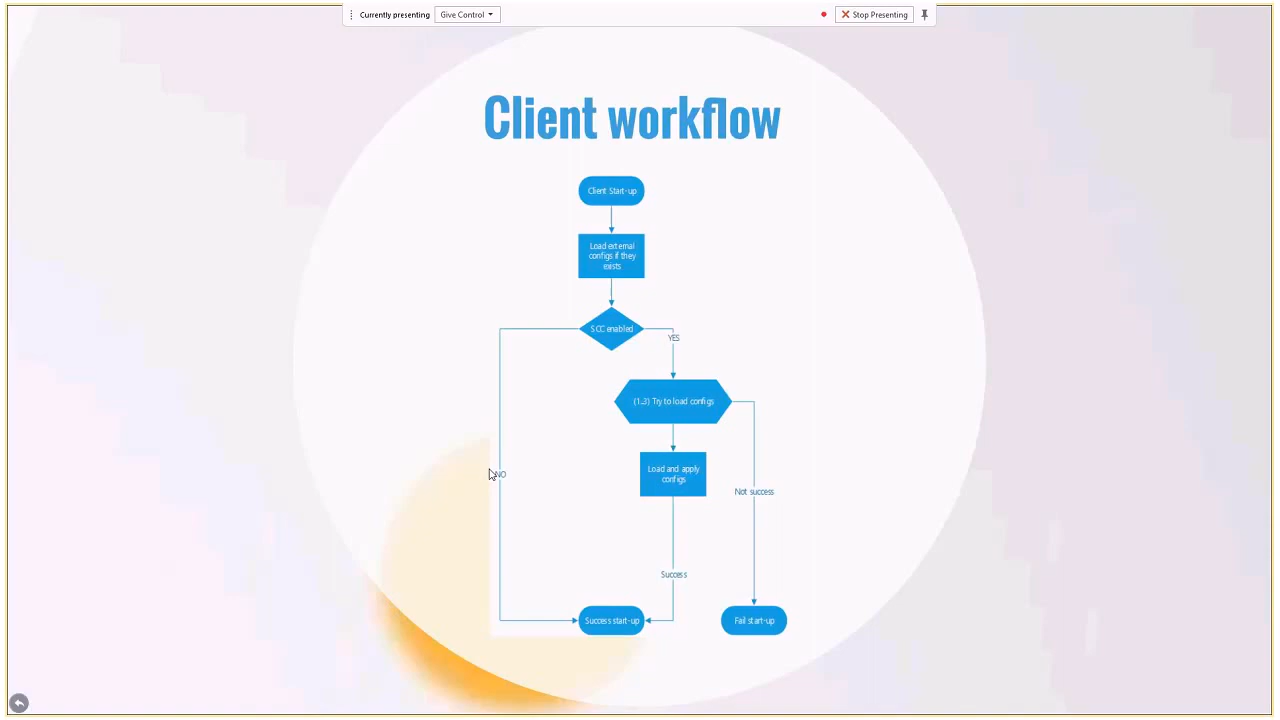 Currently presenting
Give Control
Stop Presenting
Client workflow
Client Start-up
Load external
configs if they
exists
SCC enabled
YES
(1..3) Try to load configs
Load and apply
configs
NO
Not success
Success
Success start-up
Fail start-up